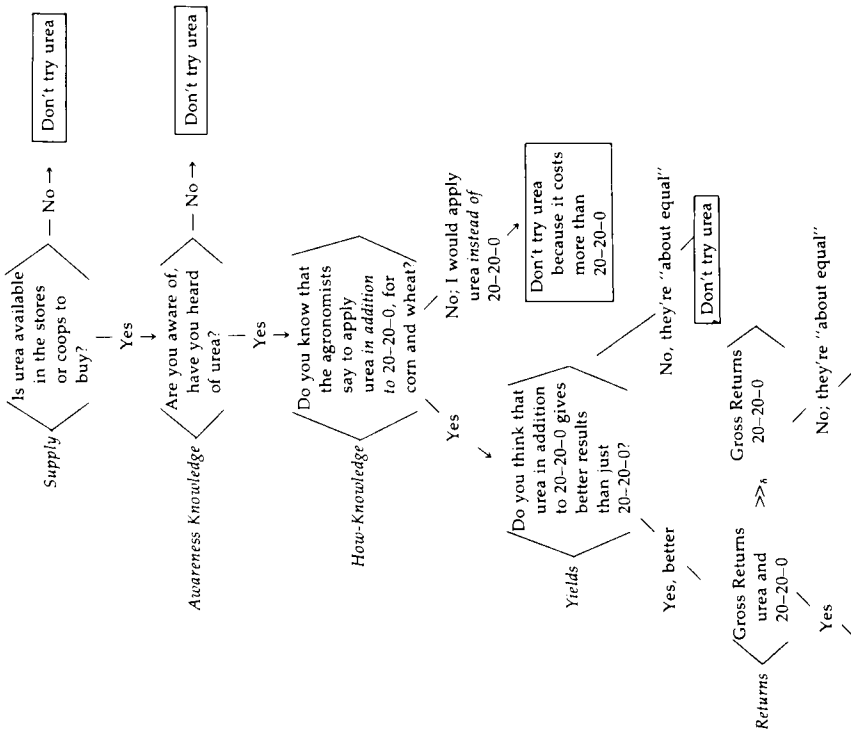 Supply
Is urea available
in the stores
or coops to
buy?
— No →
Don't try urea
Yes →
Awareness Knowledge
Are you aware of,
have you heard
of urea?
— No →
Don't try urea
Yes →
How-Knowledge
Do you know that
the agronomists
say to apply
urea in addition
to 20-20-0, for
corn and wheat?
No; I would apply
urea instead of
20-20-0
Don't try urea
because it costs
more than
20-20-0
Yes
Yields
Do you think that
urea in addition
to 20-20-0 gives
better results
than just
20-20-0?
No, they're "about equal"
Don't try urea
Yes, better
Returns
Gross Returns
urea and
20-20-0
>>ₙ
Gross Returns
20-20-0
Yes
No; they're "about equal"